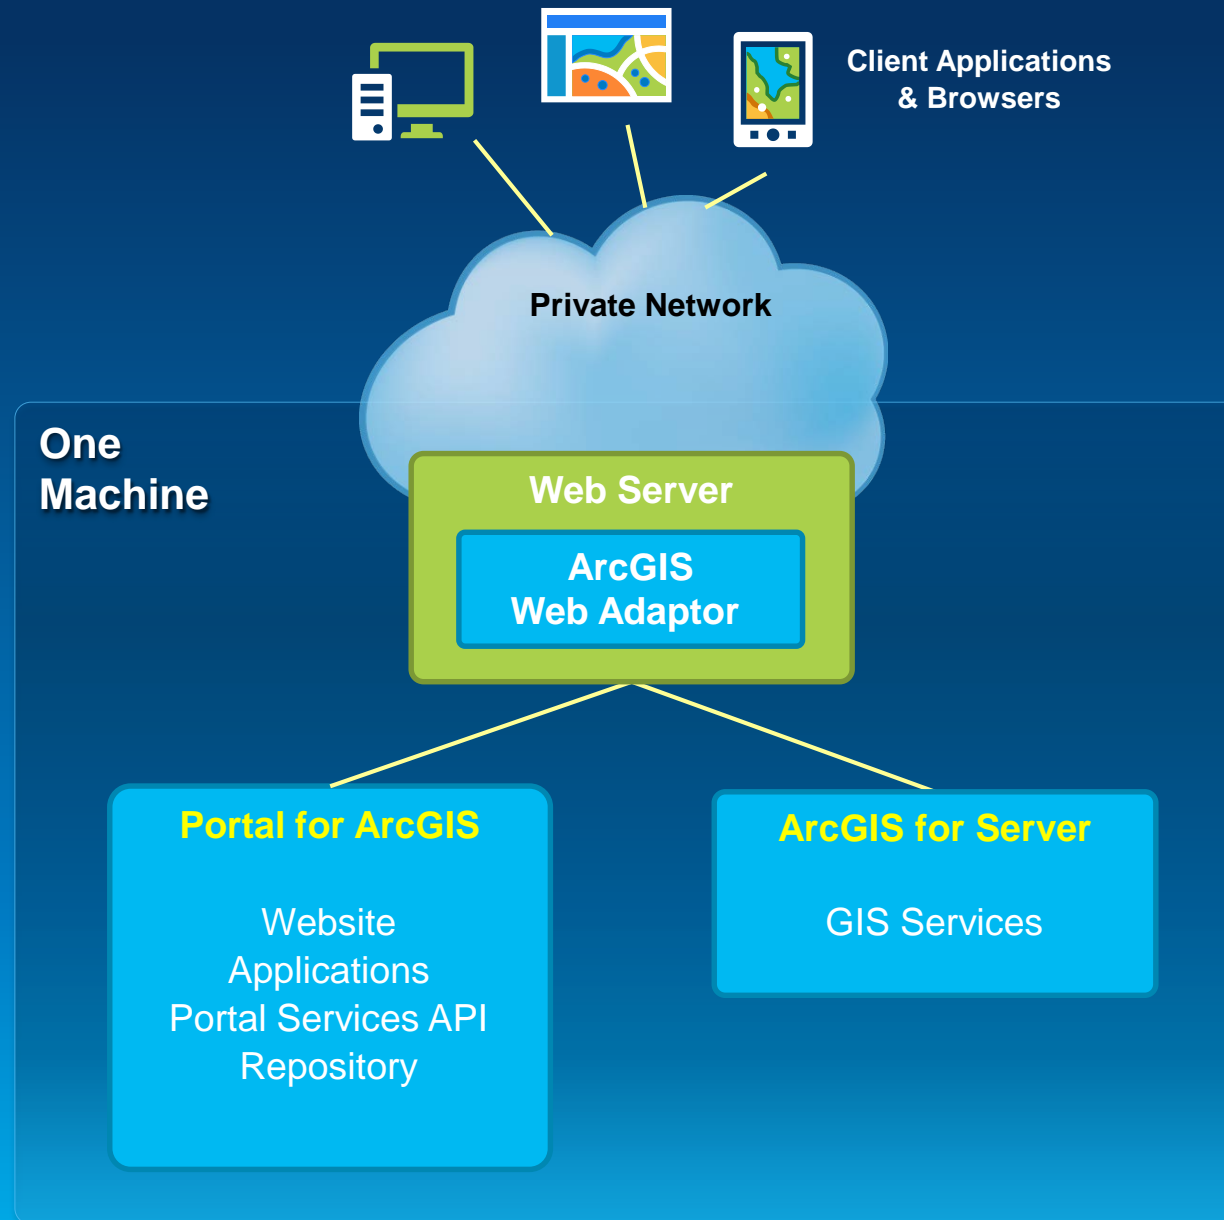 Client Applications
& Browsers
Private Network
One
Machine
Web Server
ArcGIS
Web Adaptor
Portal for ArcGIS
Website
Applications
Portal Services API
Repository
ArcGIS for Server
GIS Services